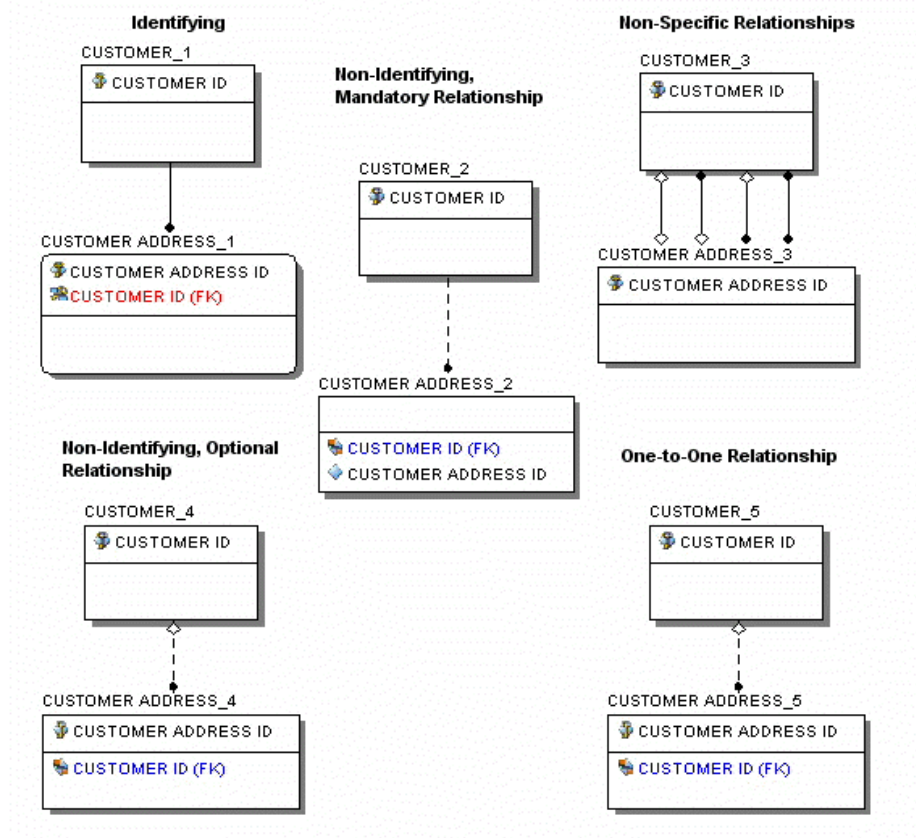 Identifying
CUSTOMER_1
CUSTOMER ID
CUSTOMER ADDRESS_1
CUSTOMER ADDRESS ID
CUSTOMER ID (FK)
Non-Identifying,
Mandatory Relationship
CUSTOMER_2
CUSTOMER ID
CUSTOMER ADDRESS_2
CUSTOMER ID (FK)
CUSTOMER ADDRESS ID
Non-Specific Relationships
CUSTOMER_3
CUSTOMER ID
CUSTOMER ADDRESS_3
CUSTOMER ADDRESS ID
Non-Identifying, Optional
Relationship
CUSTOMER_4
CUSTOMER ID
CUSTOMER ADDRESS_4
CUSTOMER ADDRESS ID
CUSTOMER ID (FK)
One-to-One Relationship
CUSTOMER_5
CUSTOMER ID
CUSTOMER ADDRESS_5
CUSTOMER ADDRESS ID
CUSTOMER ID (FK)